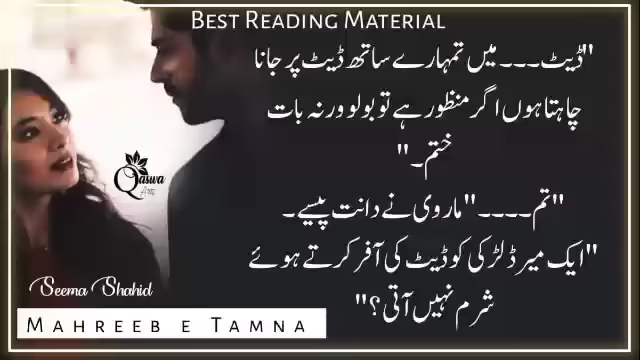 BEST READING MATERIAL
"ڈیٹ۔۔۔ میں تمہارے ساتھ ڈیٹ پر جانا
چاہتا ہوں اگر منظور ہے تو بولو ورنہ بات
ختم۔"
"تم۔۔۔۔" ماروی نے دانت پیسے۔
"ایک میرڈ لڑکی کو ڈیٹ کی آفر کرتے ہوئے
شرم نہیں آتی؟"
Qaswa
Arts
Seema Shahid
MAHREEB E TAMNA